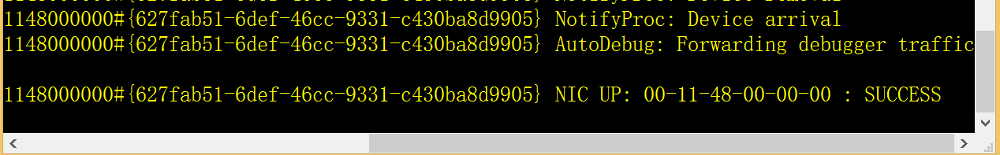 1148000000#{627fab51-6def-46cc-9331-c430ba8d9905} NotifyProc: Device arrival
1148000000#{627fab51-6def-46cc-9331-c430ba8d9905} AutoDebug: Forwarding debugger traffic
1148000000#{627fab51-6def-46cc-9331-c430ba8d9905} NIC UP: 00-11-48-00-00-00 : SUCCESS